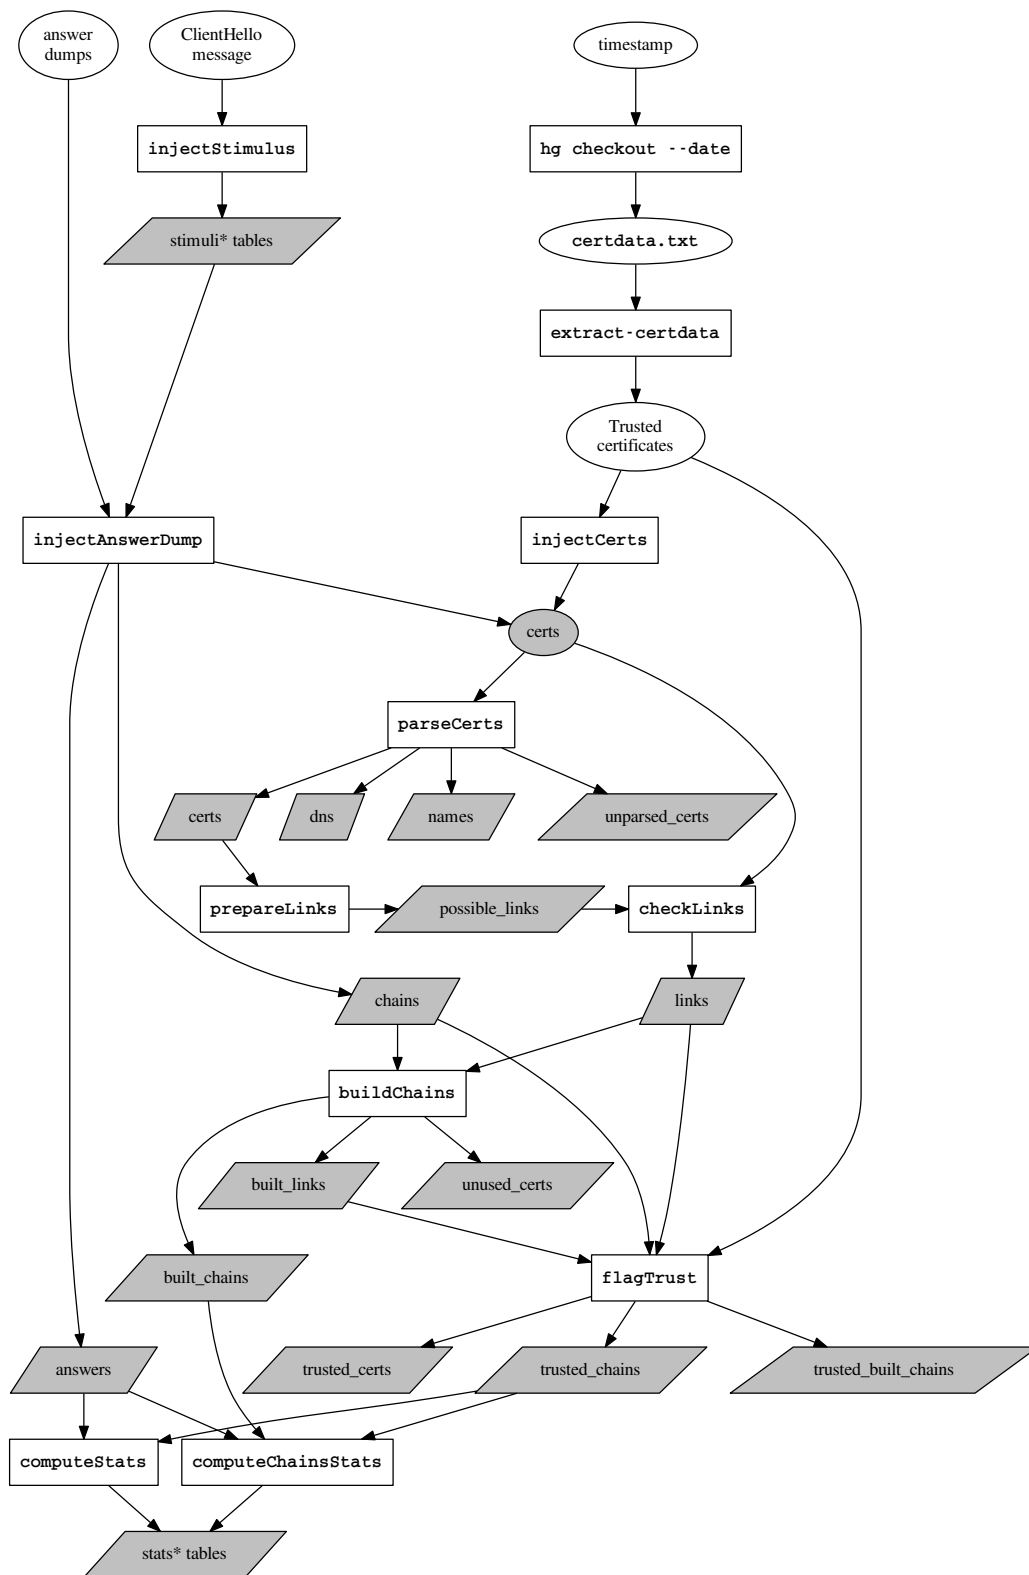 answer
dumps
ClientHello
message
timestamp
injectStimulus
hg checkout --date
stimuli* tables
certdata.txt
extract-certdata
Trusted
certificates
injectAnswerDump
injectCerts
certs
parseCerts
certs
dns
names
unparsed_certs
prepareLinks
possible_links
checkLinks
chains
links
buildChains
built_links
unused_certs
built_chains
flagTrust
answers
trusted_certs
trusted_chains
trusted_built_chains
computeStats
computeChainsStats
stats* tables